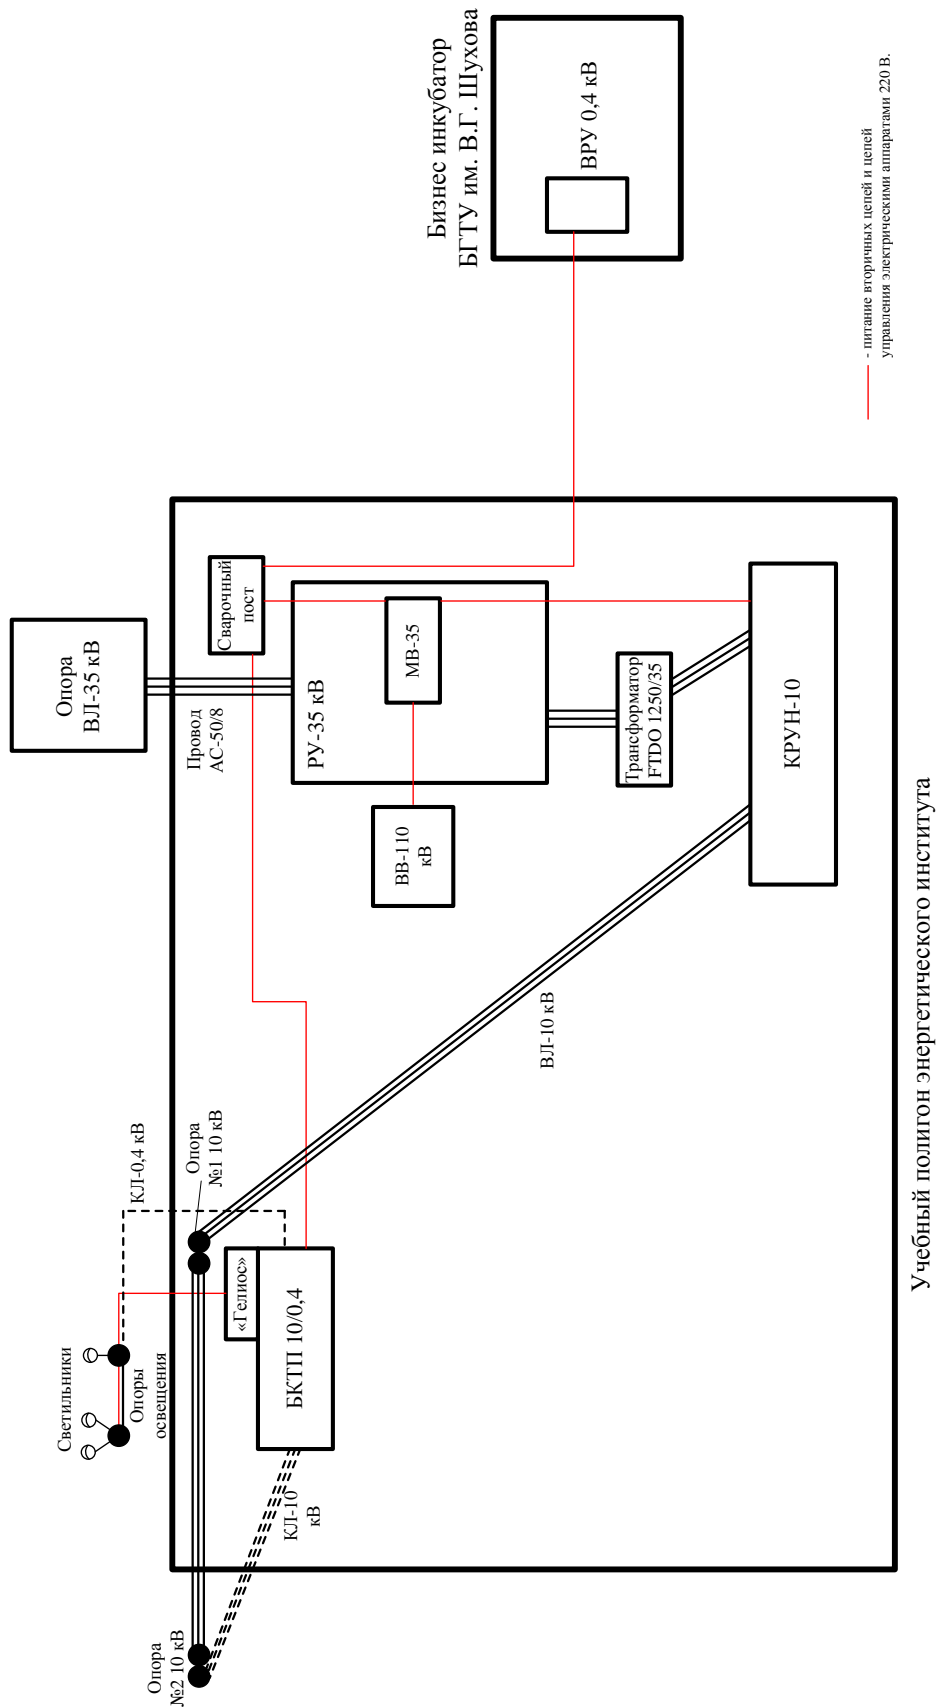 Бизнес инкубатор
БГТУ им. В.Г. Шухова
ВРУ 0,4 кВ
- питание вторичных цепей и цепей
управления электрическими аппаратами 220 В.
Опора
ВЛ-35 кВ
Провод
АС-50/8
Сварочный
пост
РУ-35 кВ
МВ-35
ВВ-110
кВ
Трансформатор
FTDO 1250/35
КРУН-10
ВЛ-10 кВ
КЛ-0,4 кВ
Опора
№1 10 кВ
Светильники
Опоры
освещения
«Гелиос»
БКТП 10/0,4
КЛ-10
кВ
Опора
№2 10 кВ
Учебный полигон энергетического института